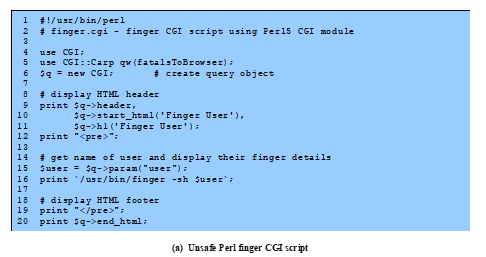 1 #!/usr/bin/perl
2 # finger.cgi - finger CGI script using Perl5 CGI module
3
4 use CGI;
5 use CGI::Carp qw(fatalsToBrowser);
6 $q = new CGI; # create query object
7
8 # display HTML header
9 print $q->header,
10 $q->start_html('Finger User'),
11 $q->h1('Finger User');
12 print "<pre>";
13
14 # get name of user and display their finger details
15 $user = $q->param("user");
16 print `/usr/bin/finger -sh $user`;
17
18 # display HTML footer
19 print "</pre>";
20 print $q->end_html;
(a) Unsafe Perl finger CGI script